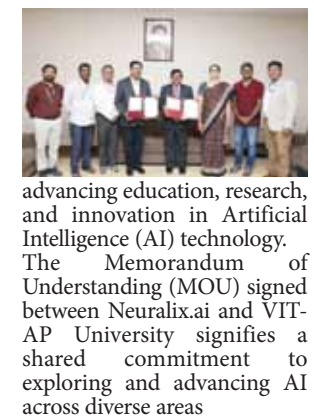 advancing education, research,
and innovation in Artificial
Intelligence (AI) technology.
The Memorandum of
Understanding (MOU) signed
between Neuralix.ai and VIT-
AP University signifies a
shared commitment to
exploring and advancing AI
across diverse areas